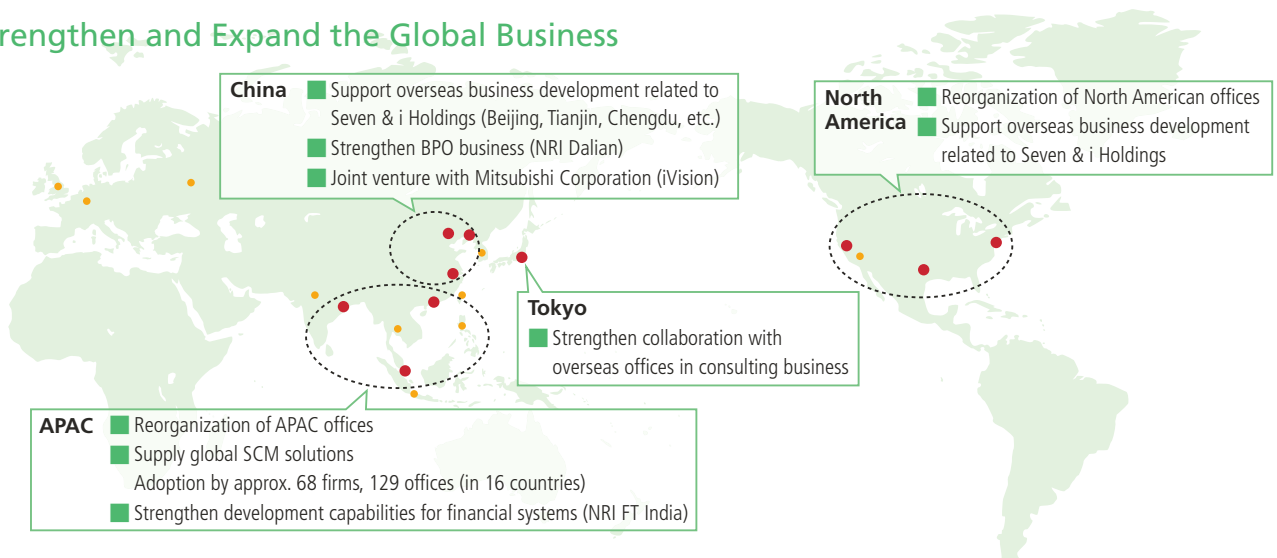 rengthen and Expand the Global Business
China
Support overseas business development related to
Seven & i Holdings (Beijing, Tianjin, Chengdu, etc.)
Strengthen BPO business (NRI Dalian)
Joint venture with Mitsubishi Corporation (iVision)
North
America
Reorganization of North American offices
Support overseas business development
related to Seven & i Holdings
Tokyo
Strengthen collaboration with
overseas offices in consulting business
APAC
Reorganization of APAC offices
Supply global SCM solutions
Adoption by approx. 68 firms, 129 offices (in 16 countries)
Strengthen development capabilities for financial systems (NRI FT India)